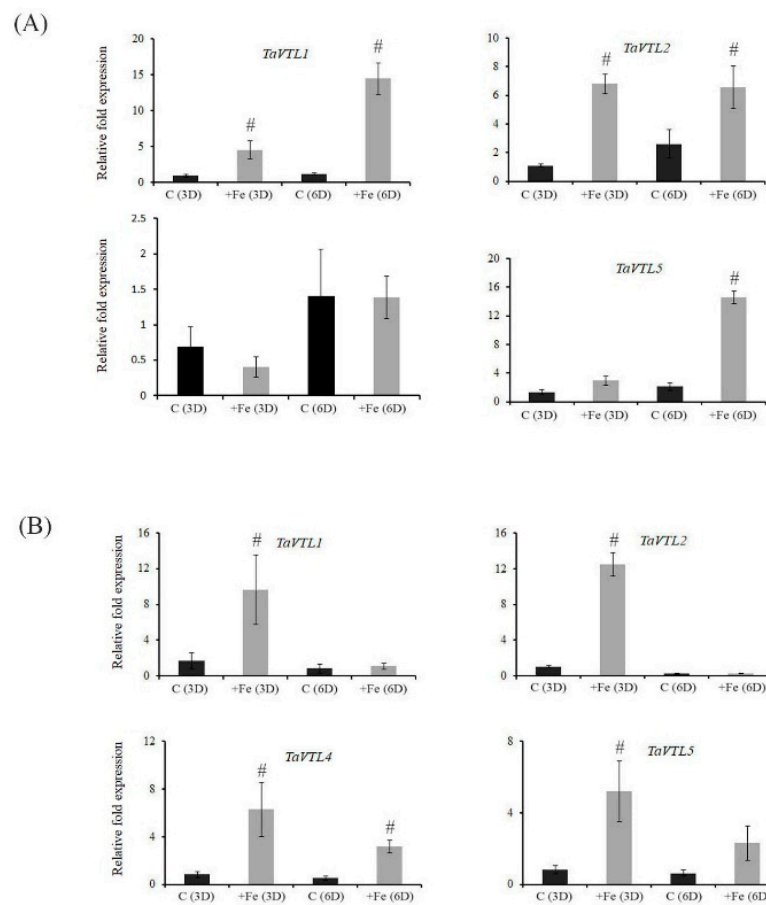 (A)
TaVTL1
#
#
Relative fold expression
20
15
10
5
0
C (3D) +Fe (3D) C (6D) +Fe (6D)
TaVTL2
#
#
10
8
6
4
2
0
C (3D) +Fe (3D) C (6D) +Fe (6D)
Relative fold expression
2.5
2
1.5
1
0.5
0
C (3D) +Fe (3D) C (6D) +Fe (6D)
TaVTL5
#
20
16
12
8
4
0
C (3D) +Fe (3D) C (6D) +Fe (6D)
(B)
TaVTL1
#
Relative fold expression
16
12
8
4
0
C (3D) +Fe (3D) C (6D) +Fe (6D)
TaVTL2
#
16
12
8
4
0
C (3D) +Fe (3D) C (6D) +Fe (6D)
TaVTL4
#
#
Relative fold expression
12
8
4
0
C (3D) +Fe (3D) C (6D) +Fe (6D)
TaVTL5
#
8
4
0
C (3D) +Fe (3D) C (6D) +Fe (6D)